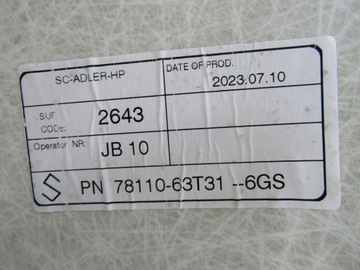 SC-ADLER-HP
DATE OF PROD.
2023.07.10
SUP
CODE:
2643
Operator NR:
JB 10
PN 78110-63T31 --6GS